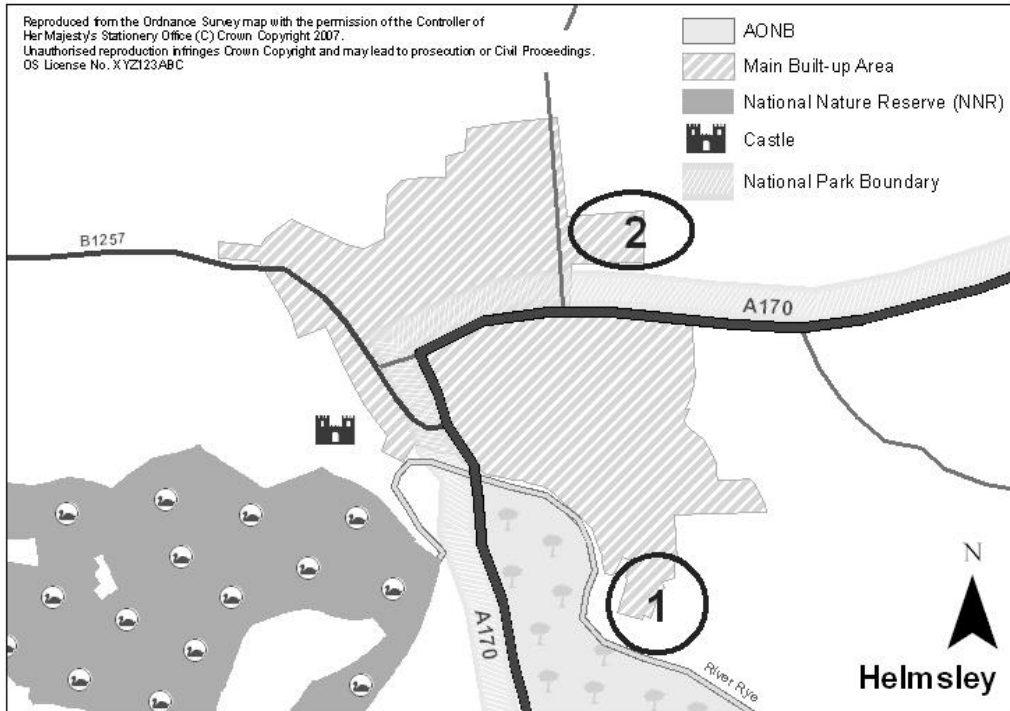 Reproduced from the Ordnance Survey map with the permission of the Controller of
Her Majesty's Stationery Office (C) Crown Copyright 2007.
Unauthorised reproduction infringes Crown Copyright and may lead to prosecution or Civil Proceedings.
OS License No. XYZ123ABC
AONB
Main Built-up Area
National Nature Reserve (NNR)
Castle
National Park Boundary
B1257
2
A170
1
A170
River Rye
N
Helmsley